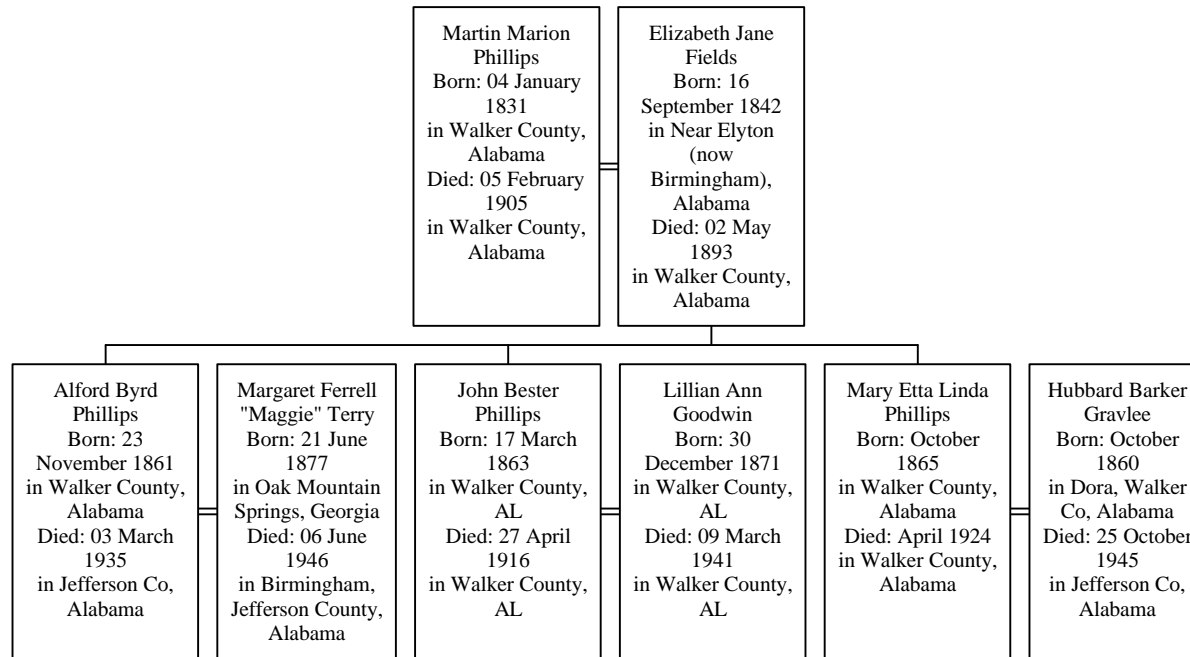 Martin Marion
Phillips
Born: 04 January
1831
in Walker County,
Alabama
Died: 05 February
1905
in Walker County,
Alabama
Elizabeth Jane
Fields
Born: 16
September 1842
in Near Elyton
(now
Birmingham),
Alabama
Died: 02 May
1893
in Walker County,
Alabama
Alford Byrd
Phillips
Born: 23
November 1861
in Walker County,
Alabama
Died: 03 March
1935
in Jefferson Co,
Alabama
Margaret Ferrell
"Maggie" Terry
Born: 21 June
1877
in Oak Mountain
Springs, Georgia
Died: 06 June
1946
in Birmingham,
Jefferson County,
Alabama
John Bester
Phillips
Born: 17 March
1863
in Walker County,
AL
Died: 27 April
1916
in Walker County,
AL
Lillian Ann
Goodwin
Born: 30
December 1871
in Walker County,
AL
Died: 09 March
1941
in Walker County,
AL
Mary Etta Linda
Phillips
Born: October
1865
in Walker County,
Alabama
Died: April 1924
in Walker County,
Alabama
Hubbard Barker
Gravlee
Born: October
1860
in Dora, Walker
Co, Alabama
Died: 25 October
1945
in Jefferson Co,
Alabama